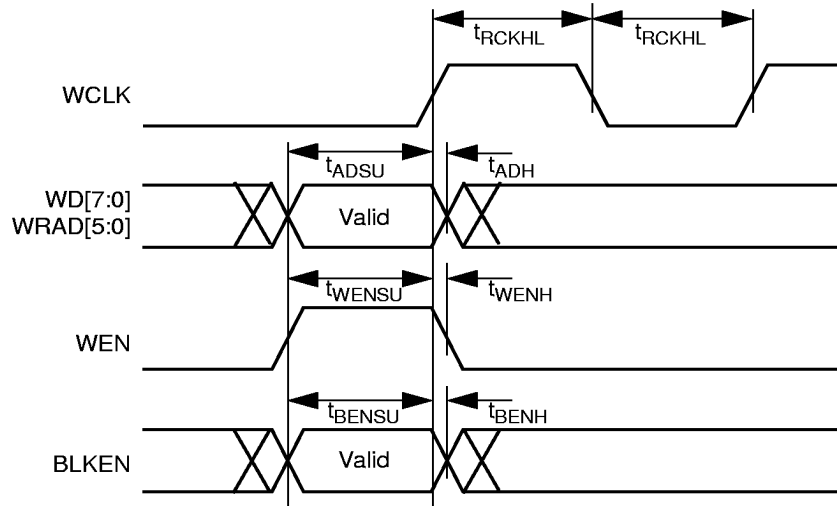 tRCKHL tRCKHL
WCLK
tADSU tADH
WD[7:0]
WRAD[5:0]
Valid
tWENSU tWENH
WEN
tBENSU tBENH
BLKEN
Valid